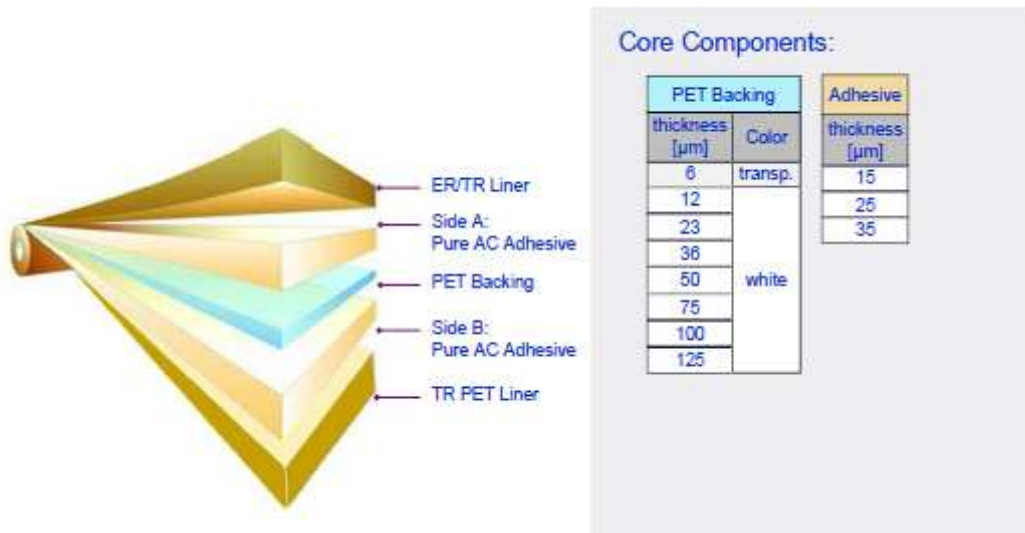 Core Components:
PET Backing
Adhesive
thickness
[µm]
Color
thickness
[µm]
6
transp.
15
12
25
23
35
36
50
white
75
100
125
ER/TR Liner
Side A:
Pure AC Adhesive
PET Backing
Side B:
Pure AC Adhesive
TR PET Liner